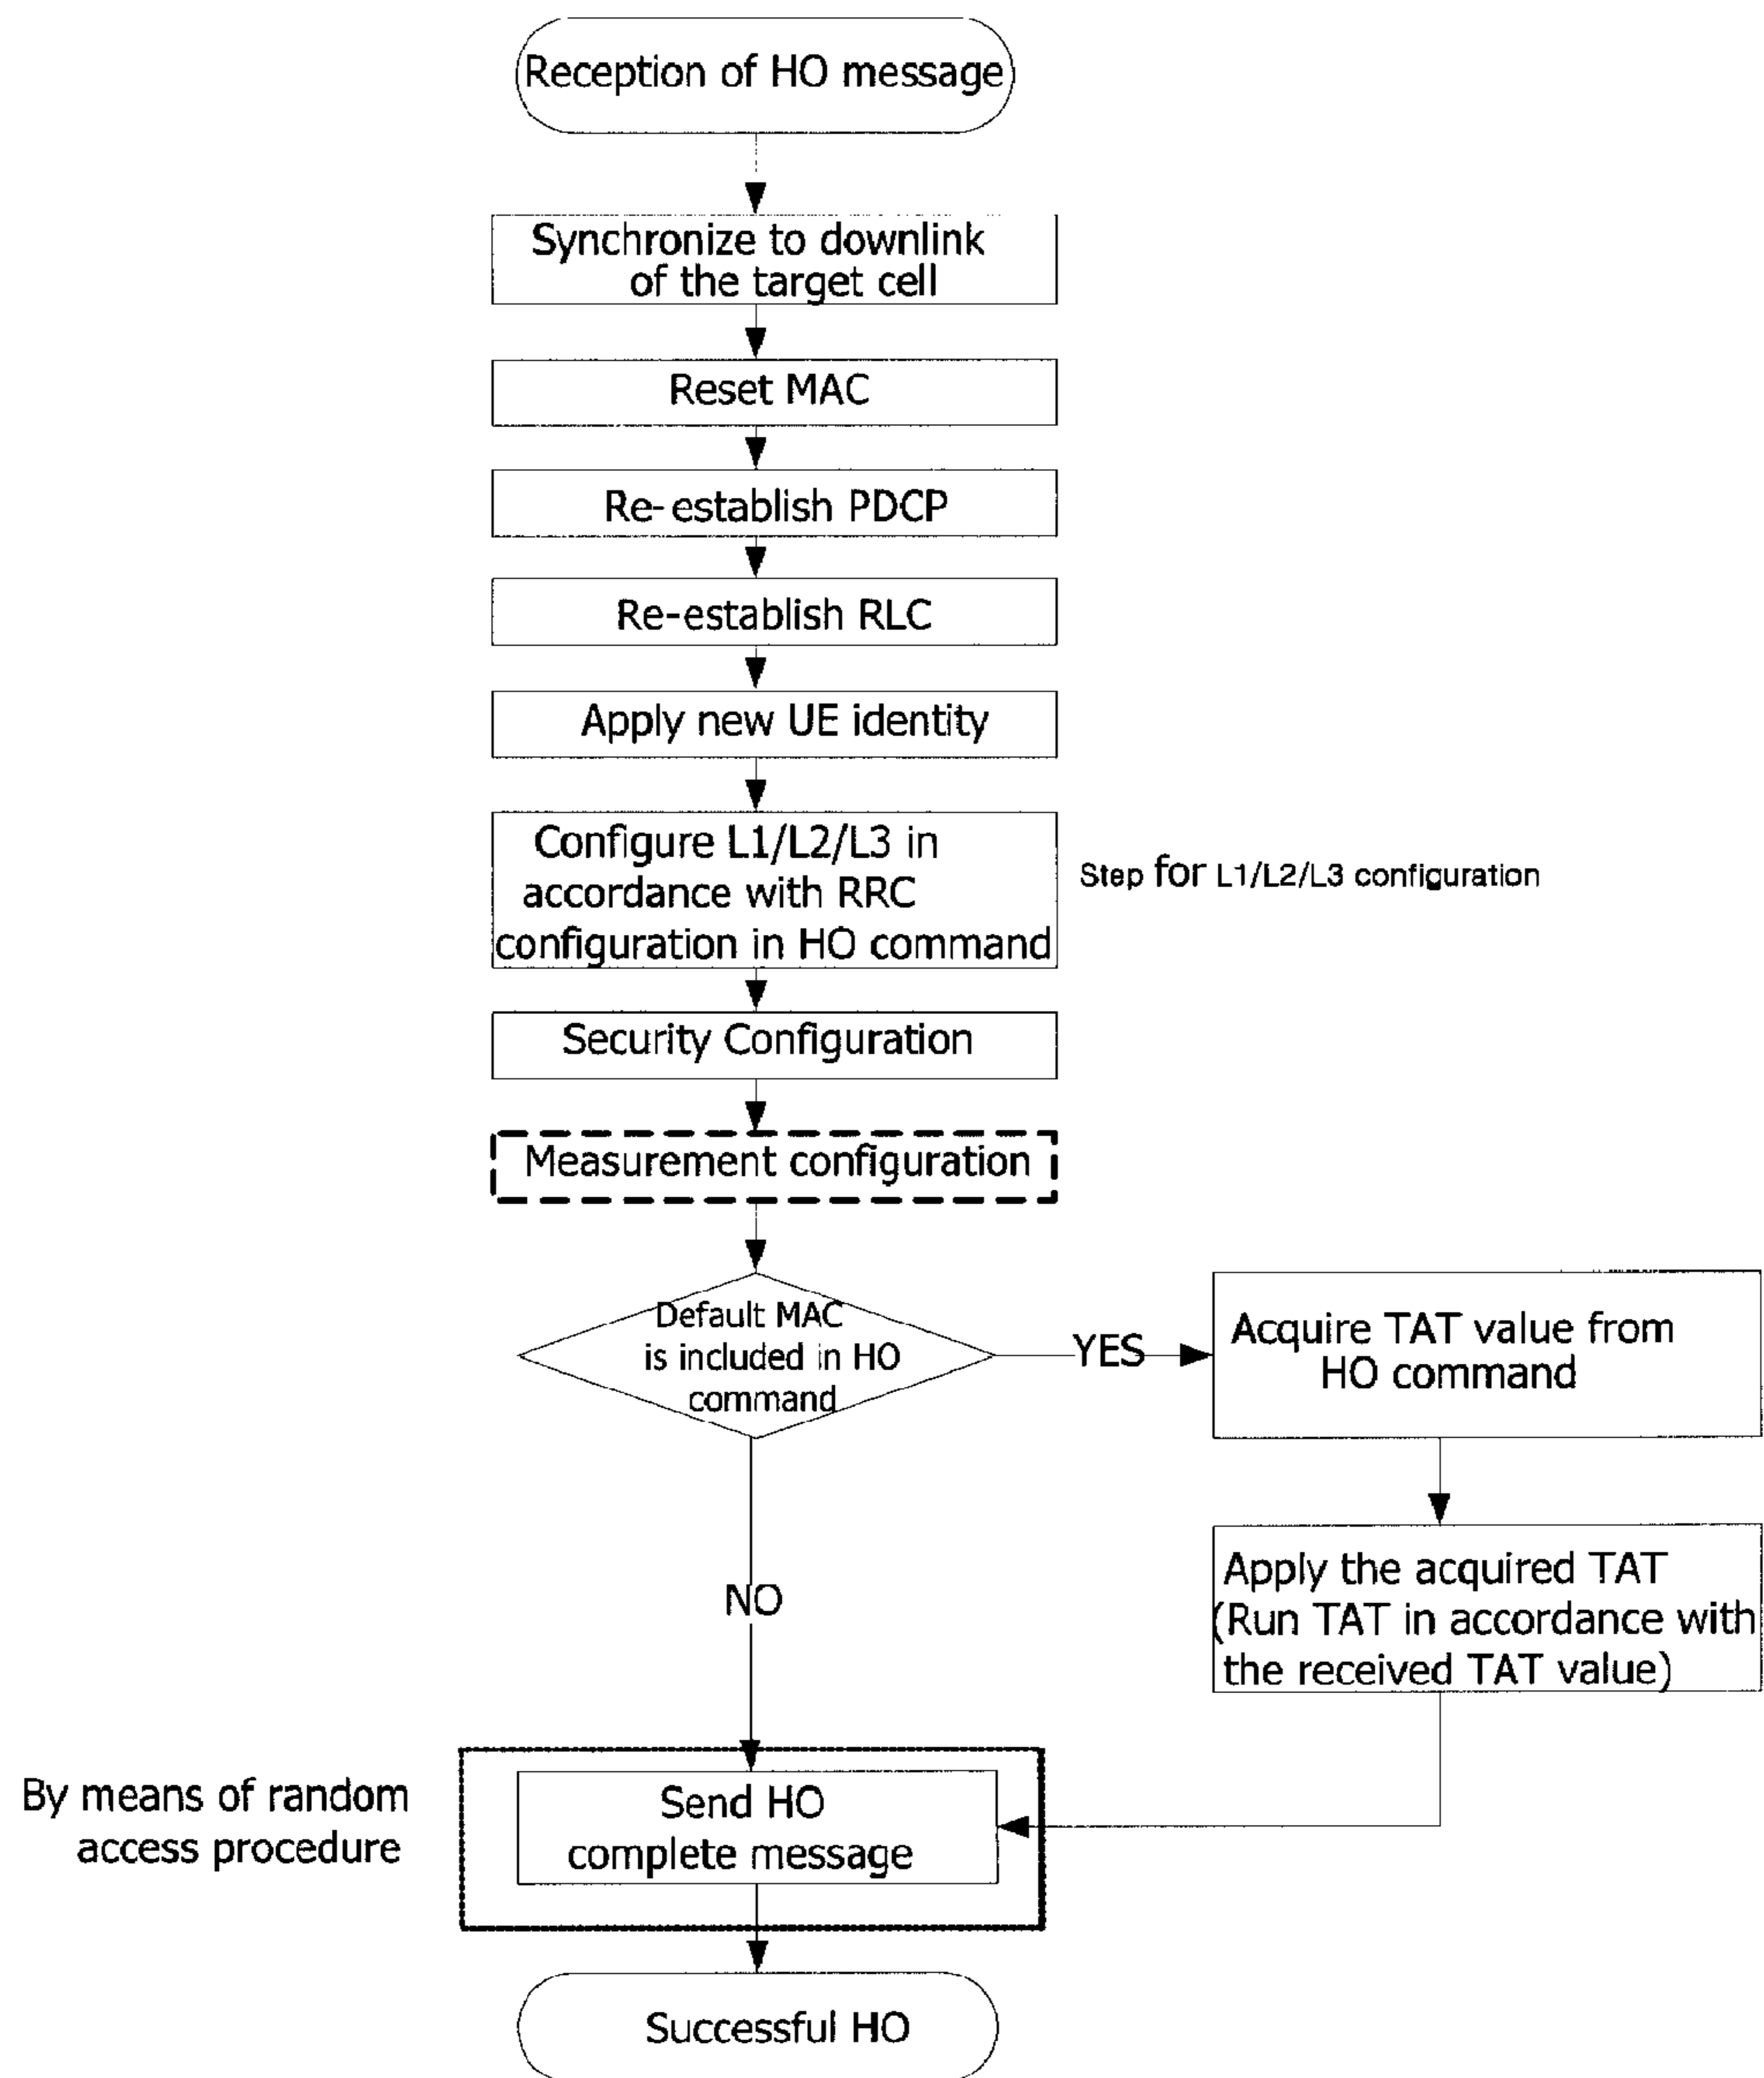 Reception of HO message
Synchronize to downlink
of the target cell
Reset MAC
Re-establish PDCP
Re-establish RLC
Apply new UE identity
Configure L1/L2/L3 in
accordance with RRC
configuration in HO command
Step for L1/L2/L3 configuration
Security Configuration
Measurement configuration
Default MAC
is included in HO
command
YES
Acquire TAT value from
HO command
NO
Apply the acquired TAT
(Run TAT in accordance with
the received TAT value)
By means of random
access procedure
Send HO
complete message
Successful HO